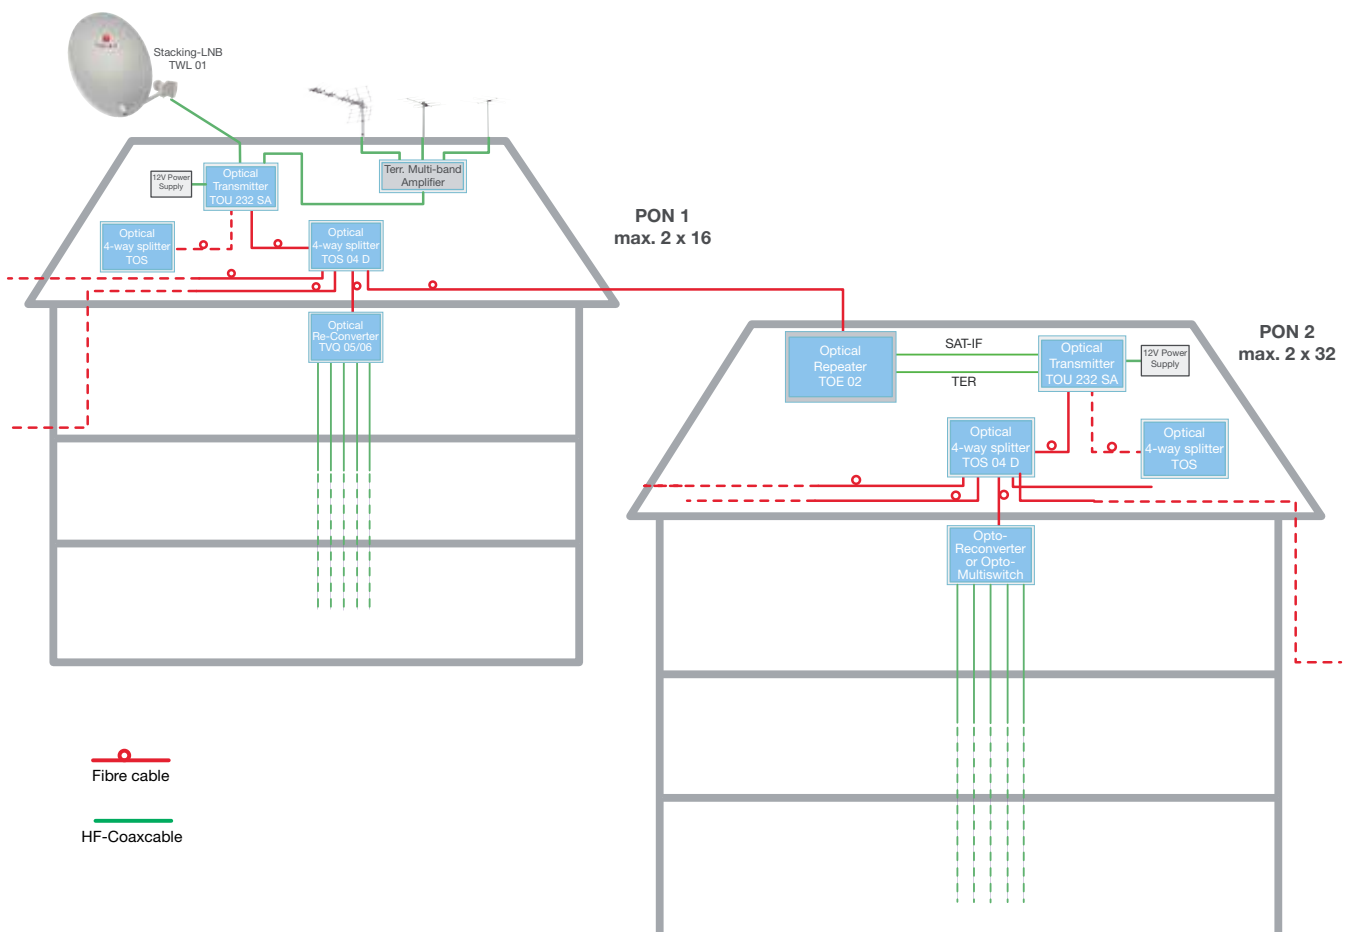 Stacking-LNB
TWL 01
12V Power
Supply
Optical
Transmitter
TOU 232 SA
Terr. Multi-band
Amplifier
Optical
4-way splitter
TOS
Optical
4-way splitter
TOS 04 D
PON 1
max. 2 x 16
Optical
Re-Converter
TVQ 05/06
Optical
Repeater
TOE 02
SAT-IF
TER
Optical
Transmitter
TOU 232 SA
12V Power
Supply
PON 2
max. 2 x 32
Optical
4-way splitter
TOS 04 D
Optical
4-way splitter
TOS
Opto-
Reconverter
or Opto-
Multiswitch
Fibre cable
HF-Coaxcable